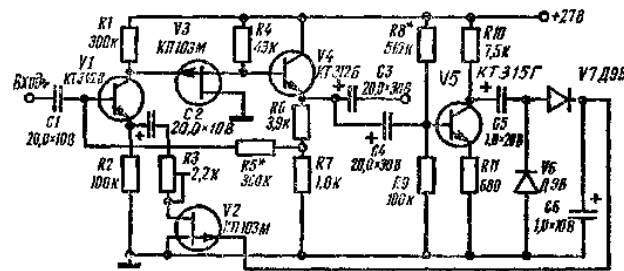 +27В
R1
300к
V3
КП103М
R4
43к
V4
КТ312Б
R8*
R10
7,5к
КТ315Г
V7 Д9В
Вход
V1
КТ312В
C3
20,0×30В
V5
C1
20,0×10В
C2
20,0×10В
R6
3,9к
C4
20,0×30В
C5
1,0×20В
R2
100к
R3
2,2к
R5*
300к
R7
1,0к
R9
100к
R11
680
V6
Д9В
C6
1,0×10В
V2
КП103М